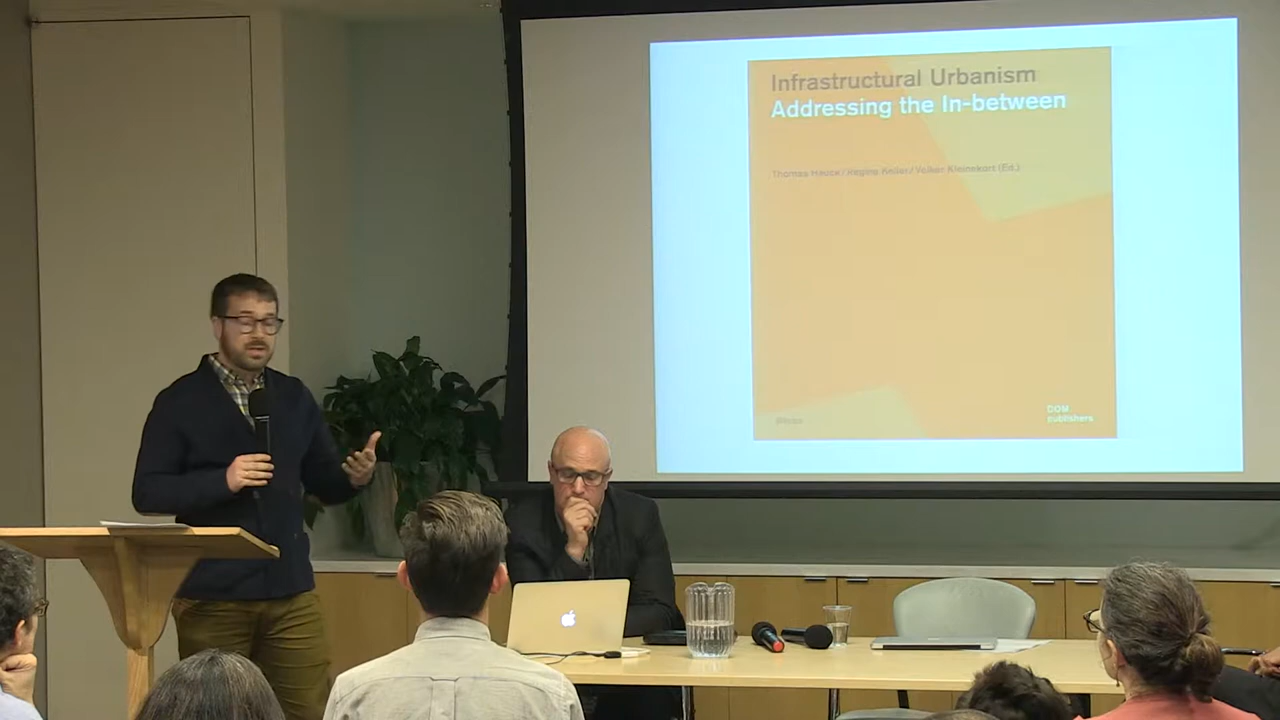 Infrastructural Urbanism
Addressing the In-between
Thomas Hauck/Regine Keller/Volker Kleinekort (Ed.)
DOM
publishers